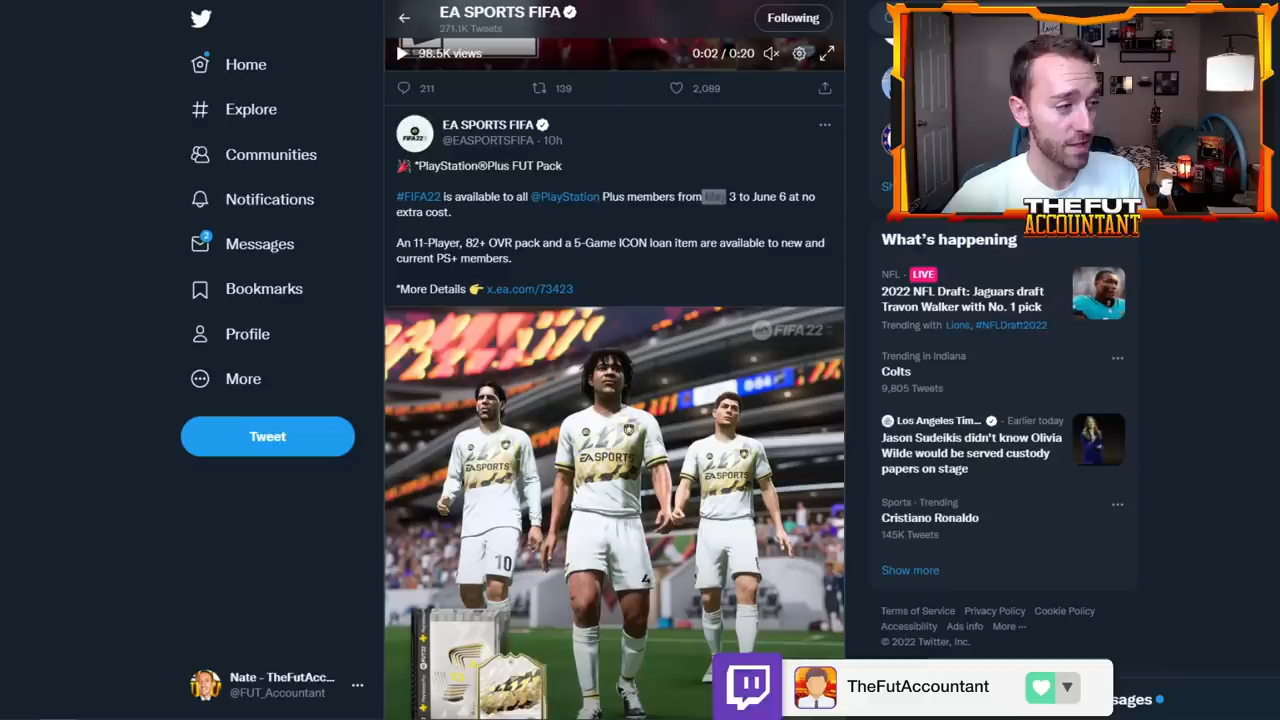 Home
Explore
Communities
Notifications
2
Messages
Bookmarks
Profile
More
Tweet
Nate - TheFutAcc...
@FUT_Accountant
EA SPORTS FIFA
271.1K Tweets
Following
98.5K views
0:02 / 0:20
211
139
2,089
EA SPORTS FIFA
@EASPORTSFIFA · 10h
*PlayStation®Plus FUT Pack
#FIFA22 is available to all @PlayStation Plus members from May 3 to June 6 at no
extra cost.
An 11-Player, 82+ OVR pack and a 5-Game ICON loan item are available to new and
current PS+ members.
*More Details 👉 x.ea.com/73423
FIFA 22
EA SPORTS
EA SPORTS
EA SPORTS
10
4
THE FUT
ACCOUNTANT
Sh
What's happening
NFL · LIVE
2022 NFL Draft: Jaguars draft
Travon Walker with No. 1 pick
Trending with Lions, #NFLDraft2022
Trending in Indiana
Colts
9,805 Tweets
Los Angeles Tim... · Earlier today
Jason Sudeikis didn't know Olivia
Wilde would be served custody
papers on stage
Sports · Trending
Cristiano Ronaldo
145K Tweets
Show more
Terms of Service Privacy Policy Cookie Policy
Accessibility Ads info More ···
© 2022 Twitter, Inc.
TheFutAccountant
ssages